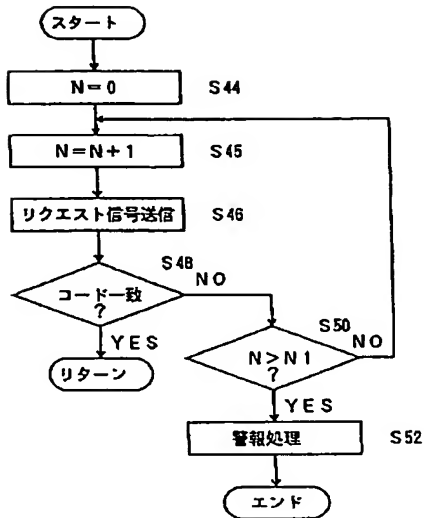 スタート
N=0 S44
N=N+1 S45
リクエスト信号送信 S46
S48
コード一致
?
NO
YES
リターン
S50
N>N1
?
NO
YES
警報処理 S52
エンド